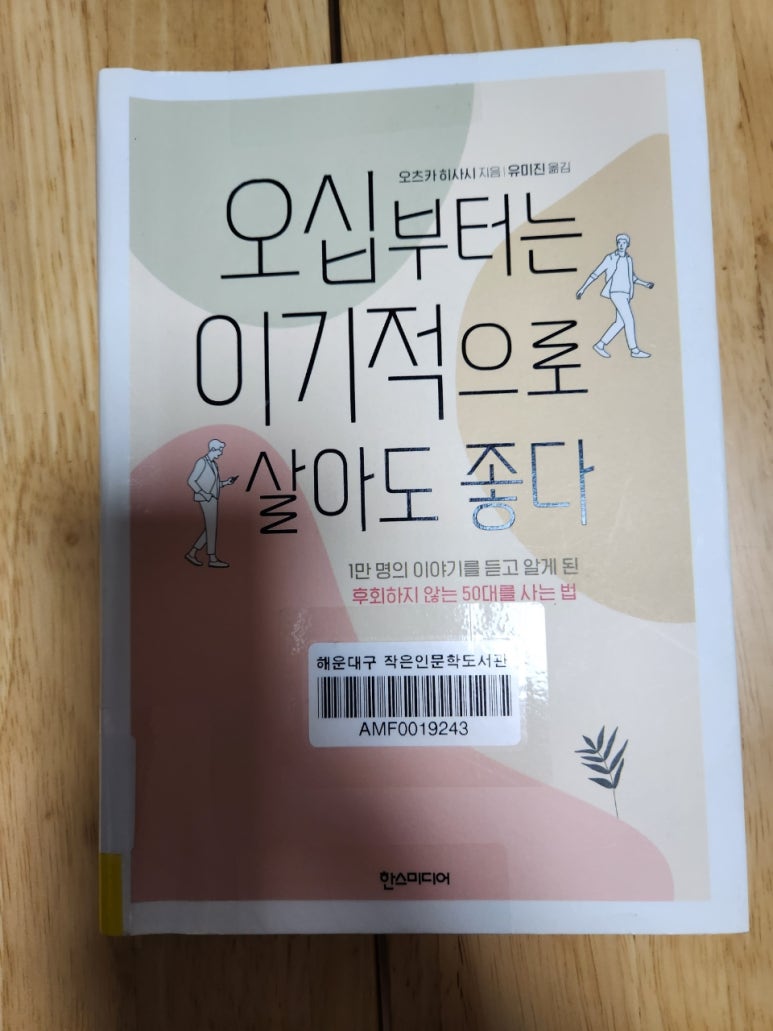 오츠카 히사시 지음 | 유미진 옮김
오십부터는
이기적으로
살아도 좋다
1만 명의 이야기를 듣고 알게 된
후회하지 않는 50대를 사는 법
해운대구 작은인문학도서관
AMF0019243
한스미디어